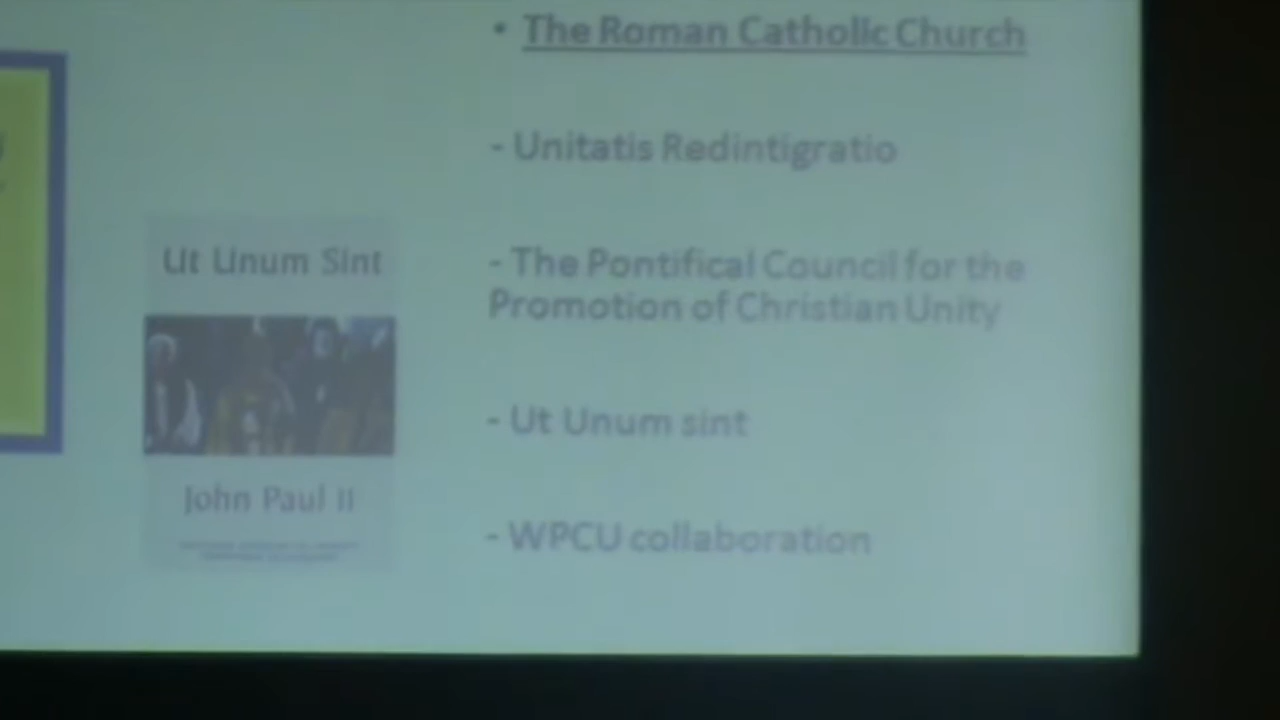 • The Roman Catholic Church
- Unitatis Redintigratio
- The Pontifical Council for the
Promotion of Christian Unity
- Ut Unum sint
- WPCU collaboration
Ut Unum Sint
John Paul II